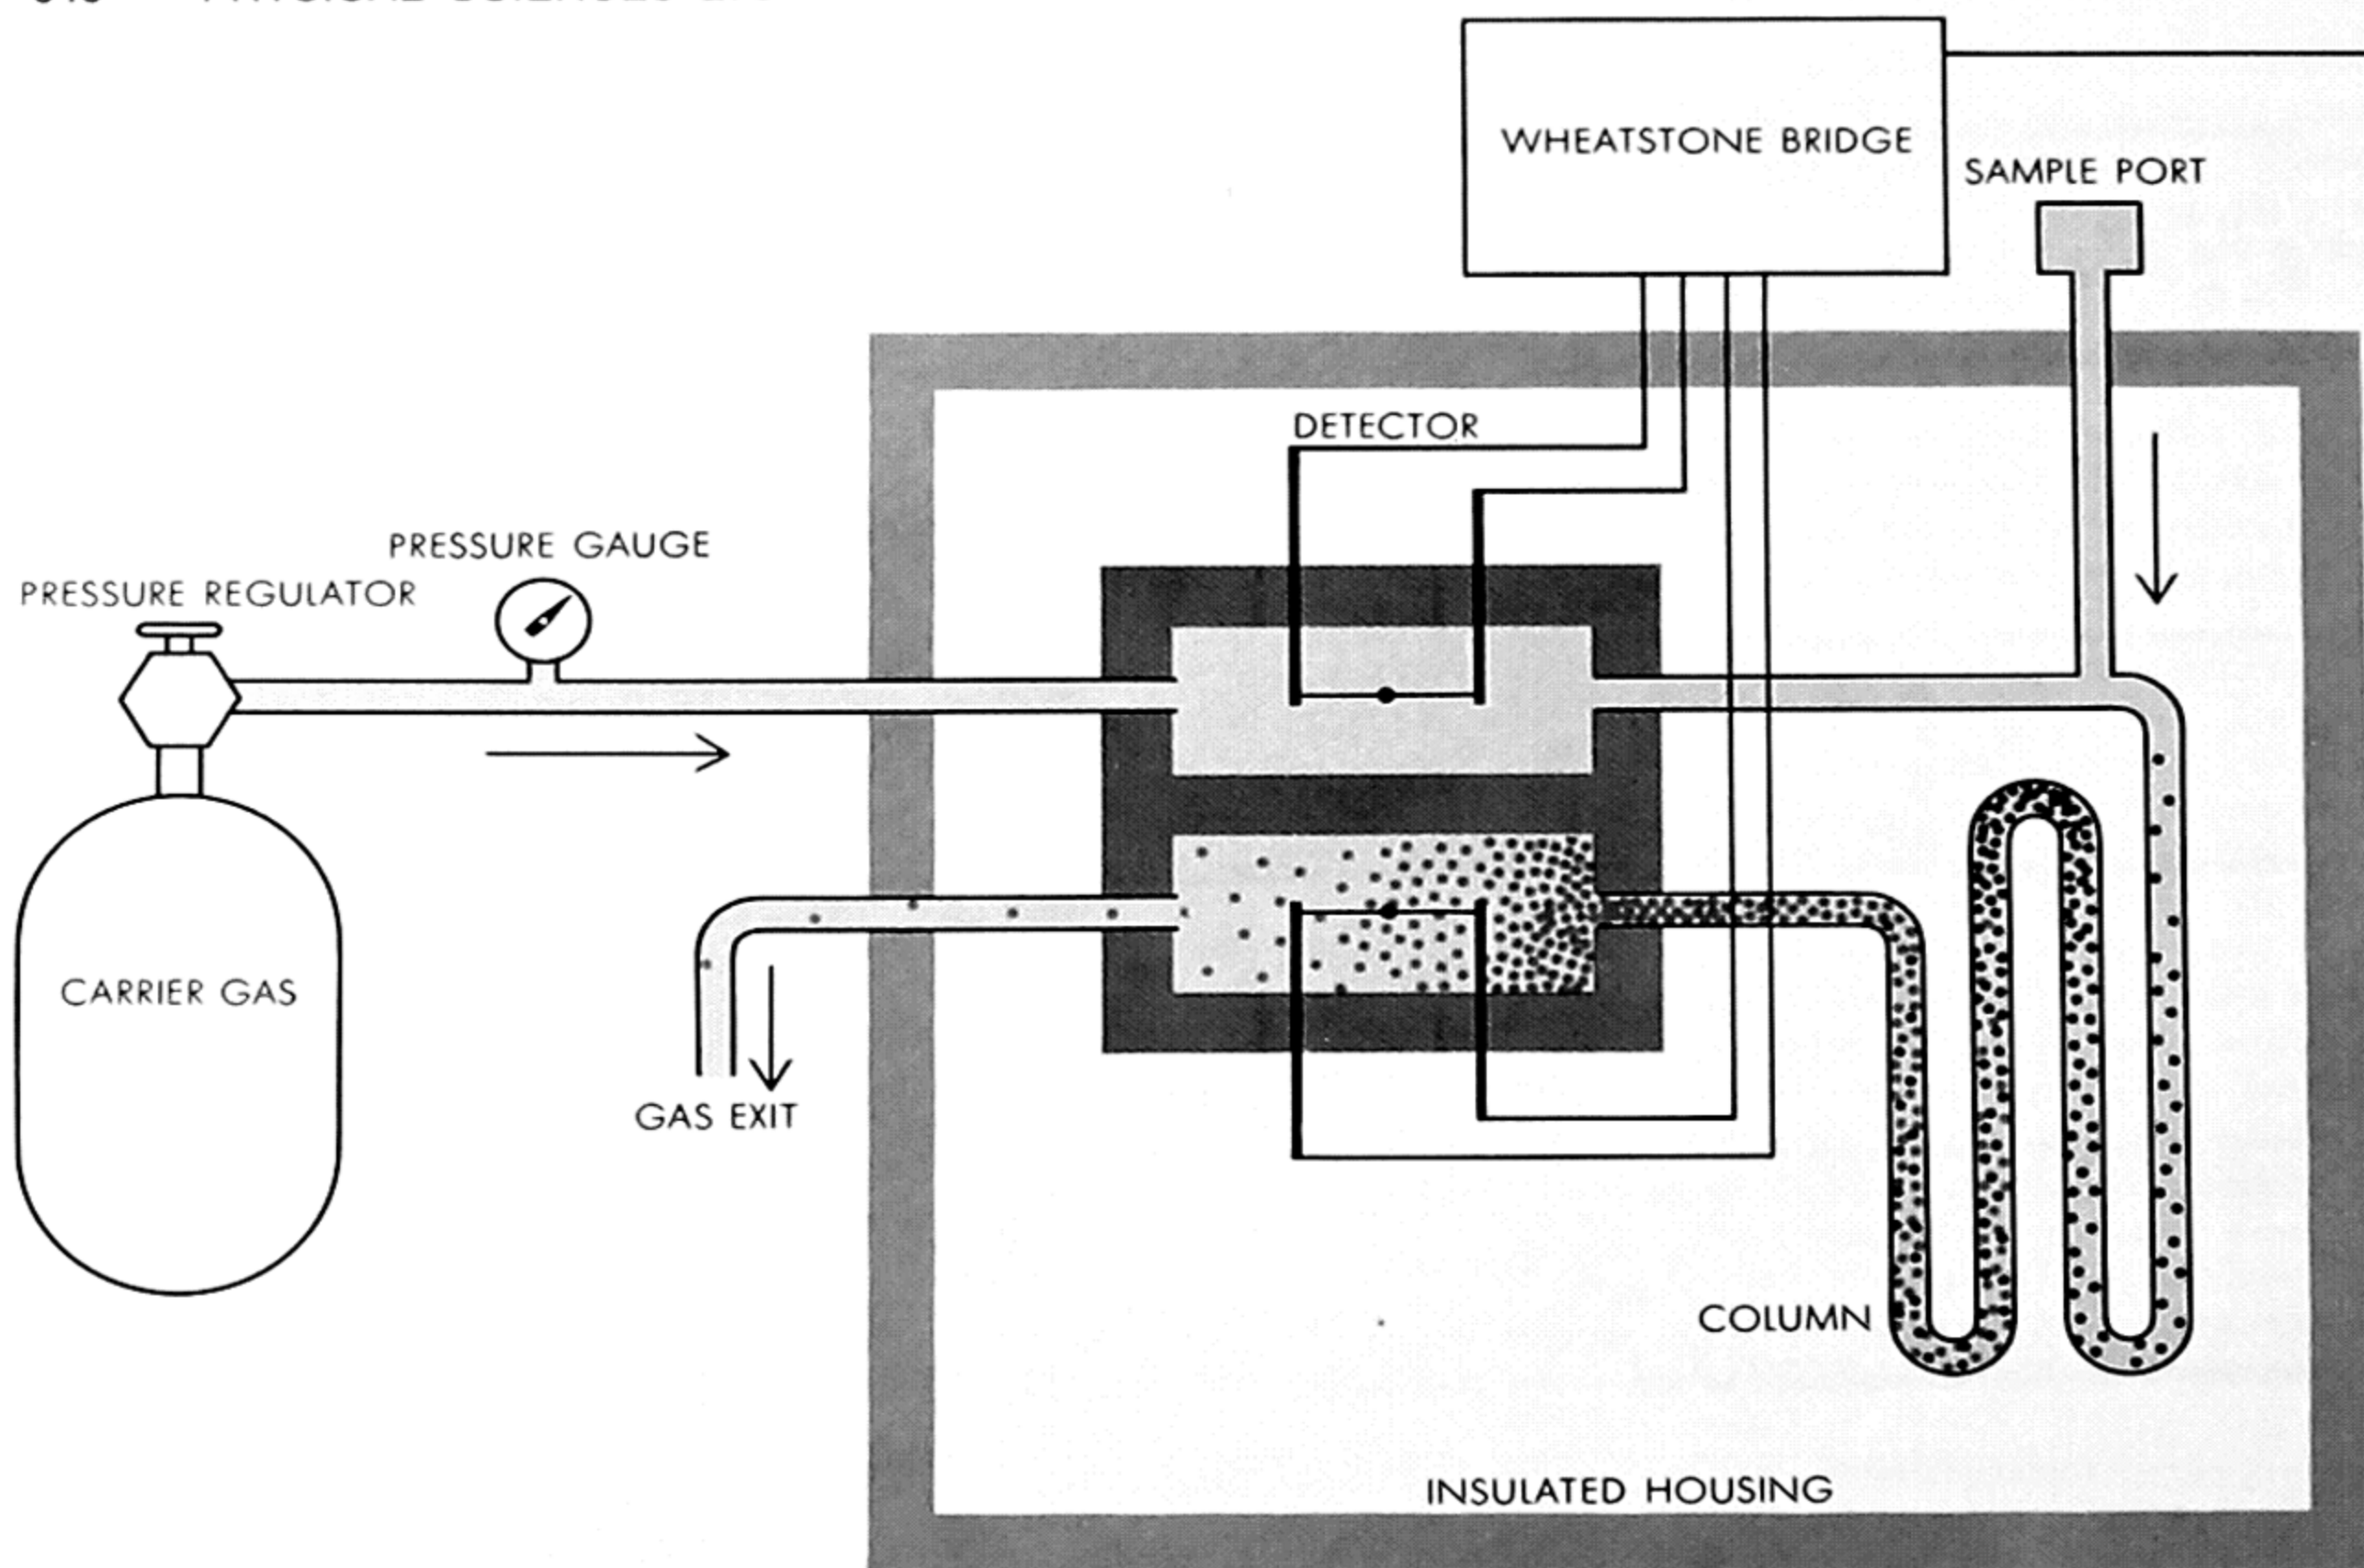 WHEATSTONE BRIDGE
SAMPLE PORT
DETECTOR
PRESSURE GAUGE
PRESSURE REGULATOR
CARRIER GAS
GAS EXIT
COLUMN
INSULATED HOUSING